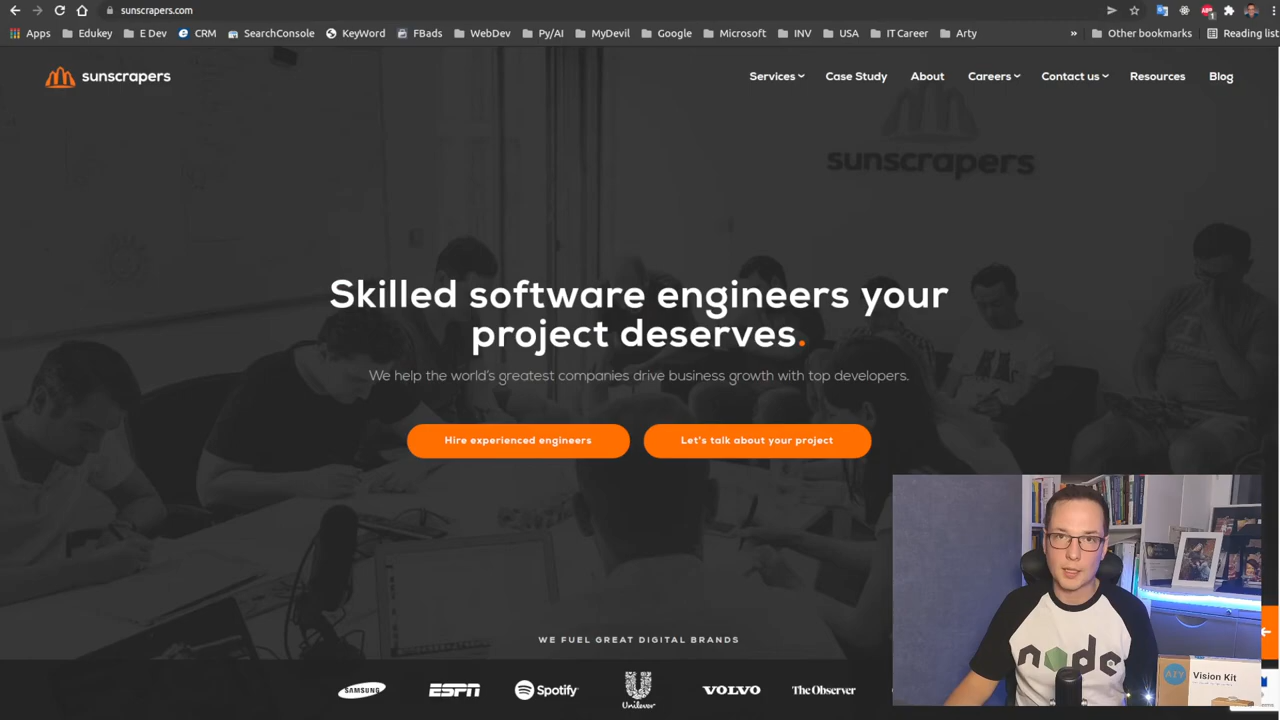 sunscrapers.com
Apps Edukey E Dev CRM SearchConsole KeyWord FBads WebDev Py/AI MyDevil Google Microsoft INV USA IT Career Arty » Other bookmarks Reading list
sunscrapers
Services Case Study About Careers Contact us Resources Blog
sunscrapers
Skilled software engineers your
project deserves.
We help the world's greatest companies drive business growth with top developers.
Hire experienced engineers
Let's talk about your project
WE FUEL GREAT DIGITAL BRANDS
SAMSUNG ESPN Spotify Unilever VOLVO The Observer
node
AIY
Vision Kit